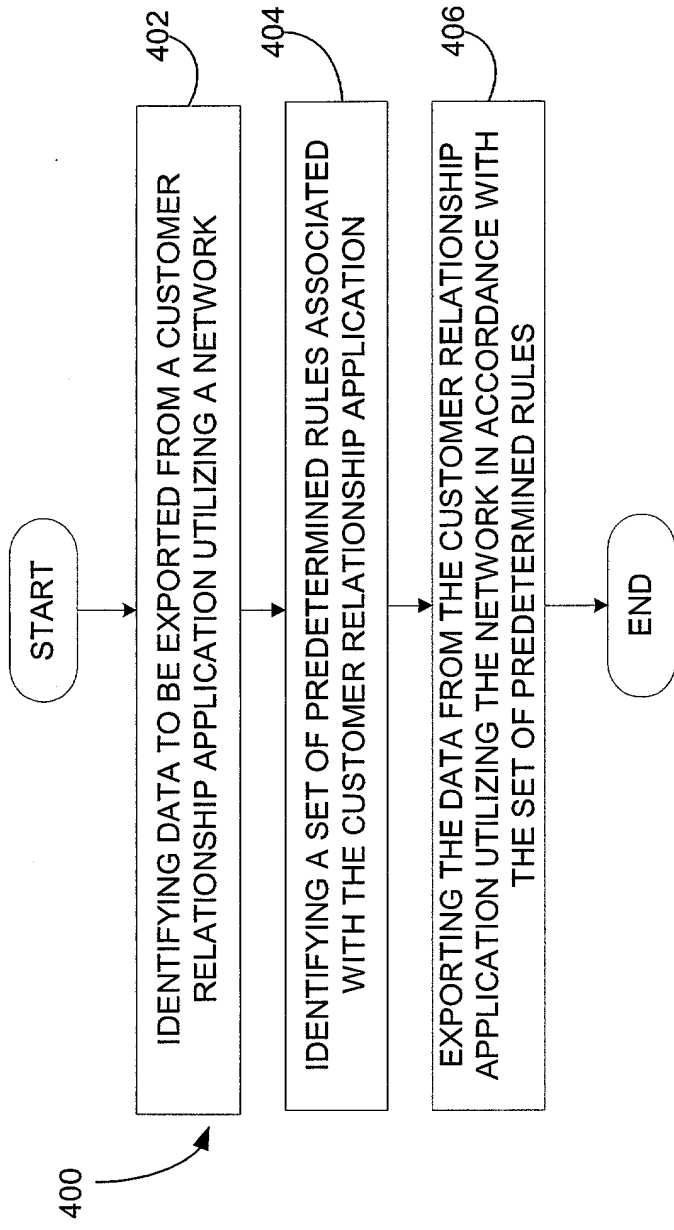 400
START
IDENTIFYING DATA TO BE EXPORTED FROM A CUSTOMER
RELATIONSHIP APPLICATION UTILIZING A NETWORK
402
IDENTIFYING A SET OF PREDETERMINED RULES ASSOCIATED
WITH THE CUSTOMER RELATIONSHIP APPLICATION
404
EXPORTING THE DATA FROM THE CUSTOMER RELATIONSHIP
APPLICATION UTILIZING THE NETWORK IN ACCORDANCE WITH
THE SET OF PREDETERMINED RULES
406
END